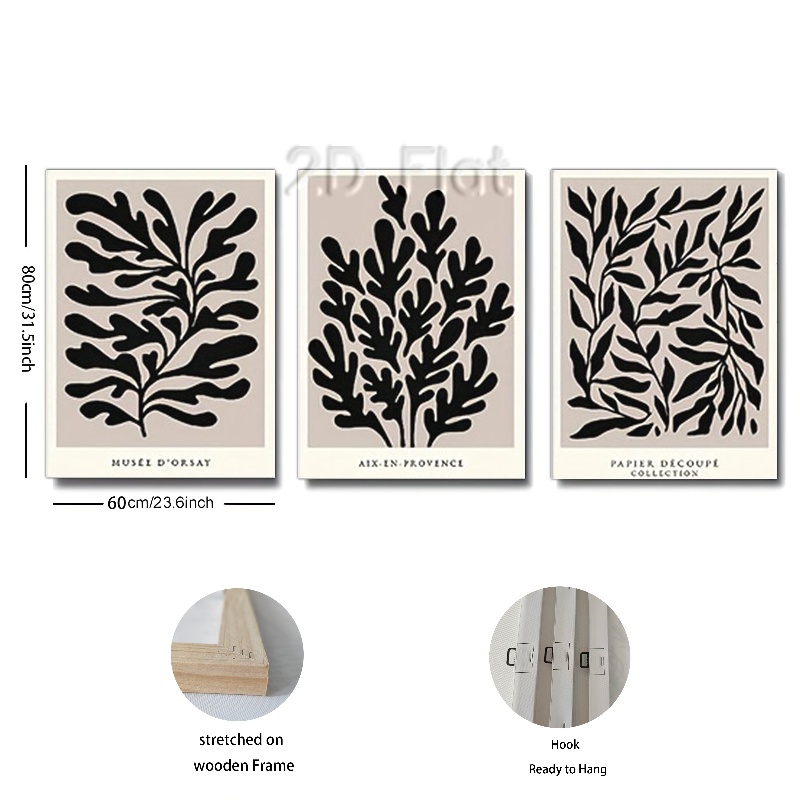 2D Flat
80cm/31.5inch
MUSÉE D'ORSAY
AIX-EN-PROVENCE
PAPIER DÉCOUPÉ
COLLECTION
60cm/23.6inch
stretched on
wooden Frame
Hook
Ready to Hang